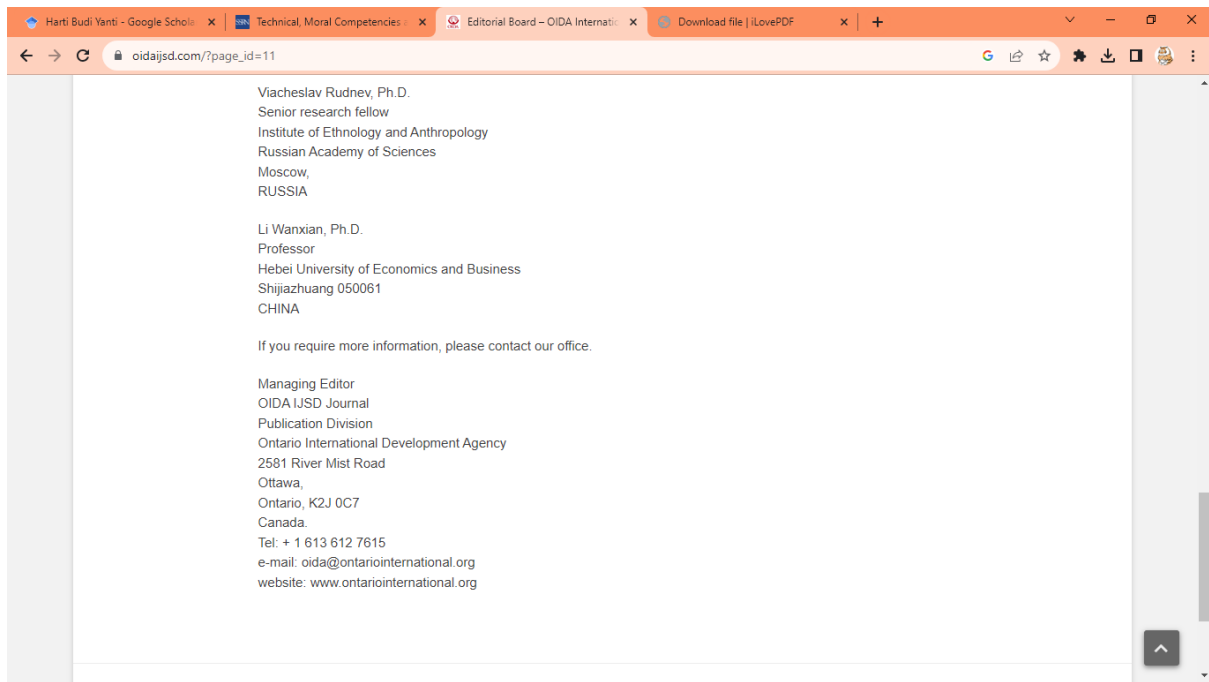 Harti Budi Yanti - Google Schola
Technical, Moral Competencies a
Editorial Board – OIDA Internatio
Download file | iLovePDF
oidaijsd.com/?page_id=11
Viacheslav Rudnev, Ph.D.
Senior research fellow
Institute of Ethnology and Anthropology
Russian Academy of Sciences
Moscow,
RUSSIA
Li Wanxian, Ph.D.
Professor
Hebei University of Economics and Business
Shijiazhuang 050061
CHINA
If you require more information, please contact our office.
Managing Editor
OIDA IJSD Journal
Publication Division
Ontario International Development Agency
2581 River Mist Road
Ottawa,
Ontario, K2J 0C7
Canada.
Tel: + 1 613 612 7615
e-mail: oida@ontariointernational.org
website: www.ontariointernational.org